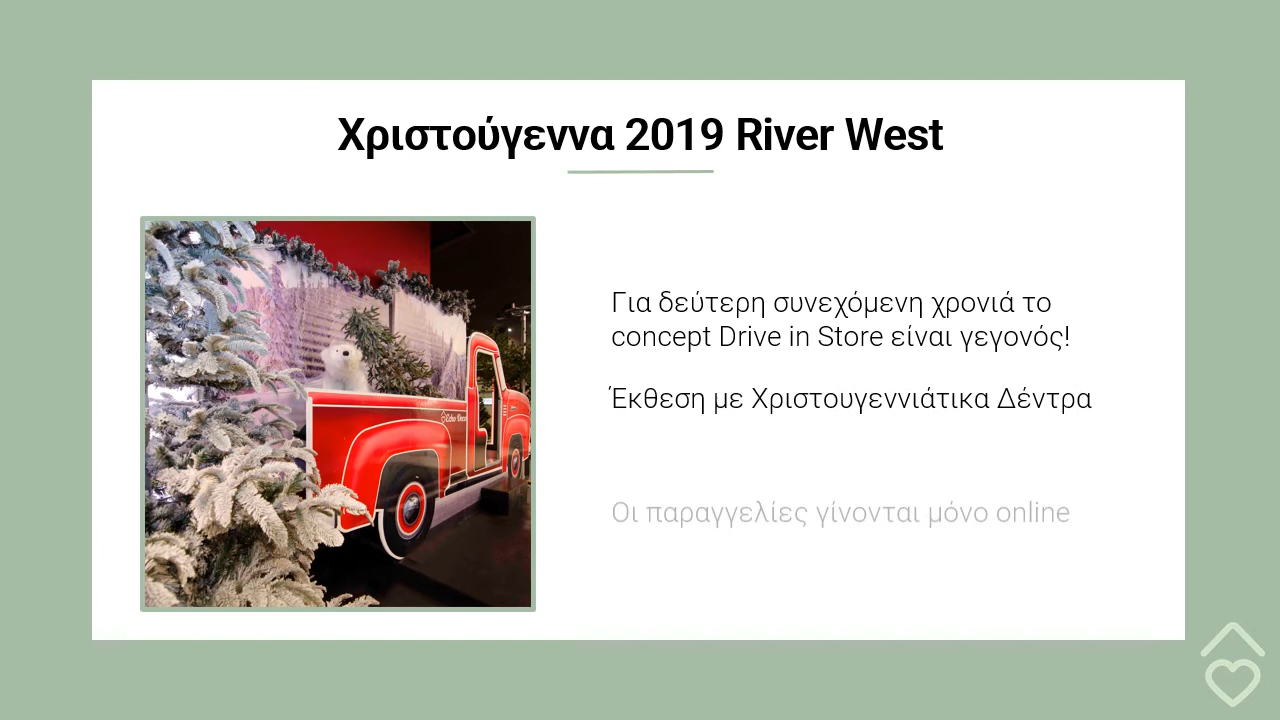 Χριστούγεννα 2019 River West
Για δεύτερη συνεχόμενη χρονιά το
concept Drive in Store είναι γεγονός!
Έκθεση με Χριστουγεννιάτικα Δέντρα
Οι παραγγελίες γίνονται μόνο online